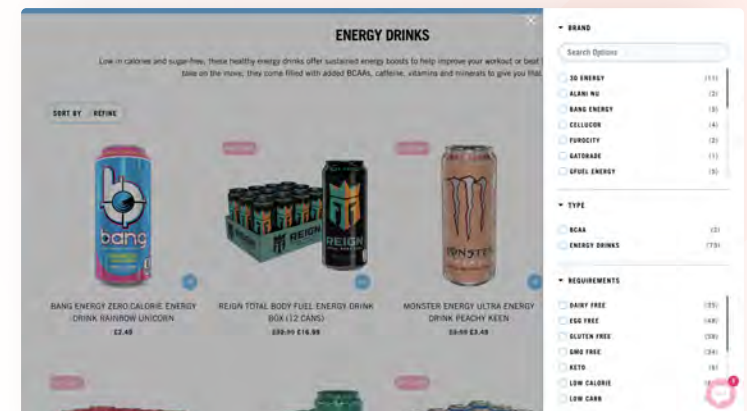 ENERGY DRINKS
Low in calories and sugar-free, these healthy energy drinks offer sustained energy boosts to help improve your workout or beat
take on the move, they come filled with added BCAAs, caffeine, vitamins and minerals to give you that
SORT BY REFINE
bang
REIGN
MONSTER
BANG ENERGY ZERO CALORIE ENERGY
DRINK RAINBOW UNICORN
£2.49
REIGN TOTAL BODY FUEL ENERGY DRINK
BOX (12 CANS)
£16.99
MONSTER ENERGY ULTRA ENERGY
DRINK PEACHY KEEN
£3.49
BRAND
Search Options
3D ENERGY (11)
ALANI NU (2)
BANG ENERGY
CELLUCOR (4)
FUROCITY (2)
GATORADE (1)
GFUEL ENERGY (5)
TYPE
BCAA (2)
ENERGY DRINKS (73)
REQUIREMENTS
DAIRY FREE (35)
EGG FREE (48)
GLUTEN FREE
GMO FREE (34)
KETO
LOW CALORIE
LOW CARB